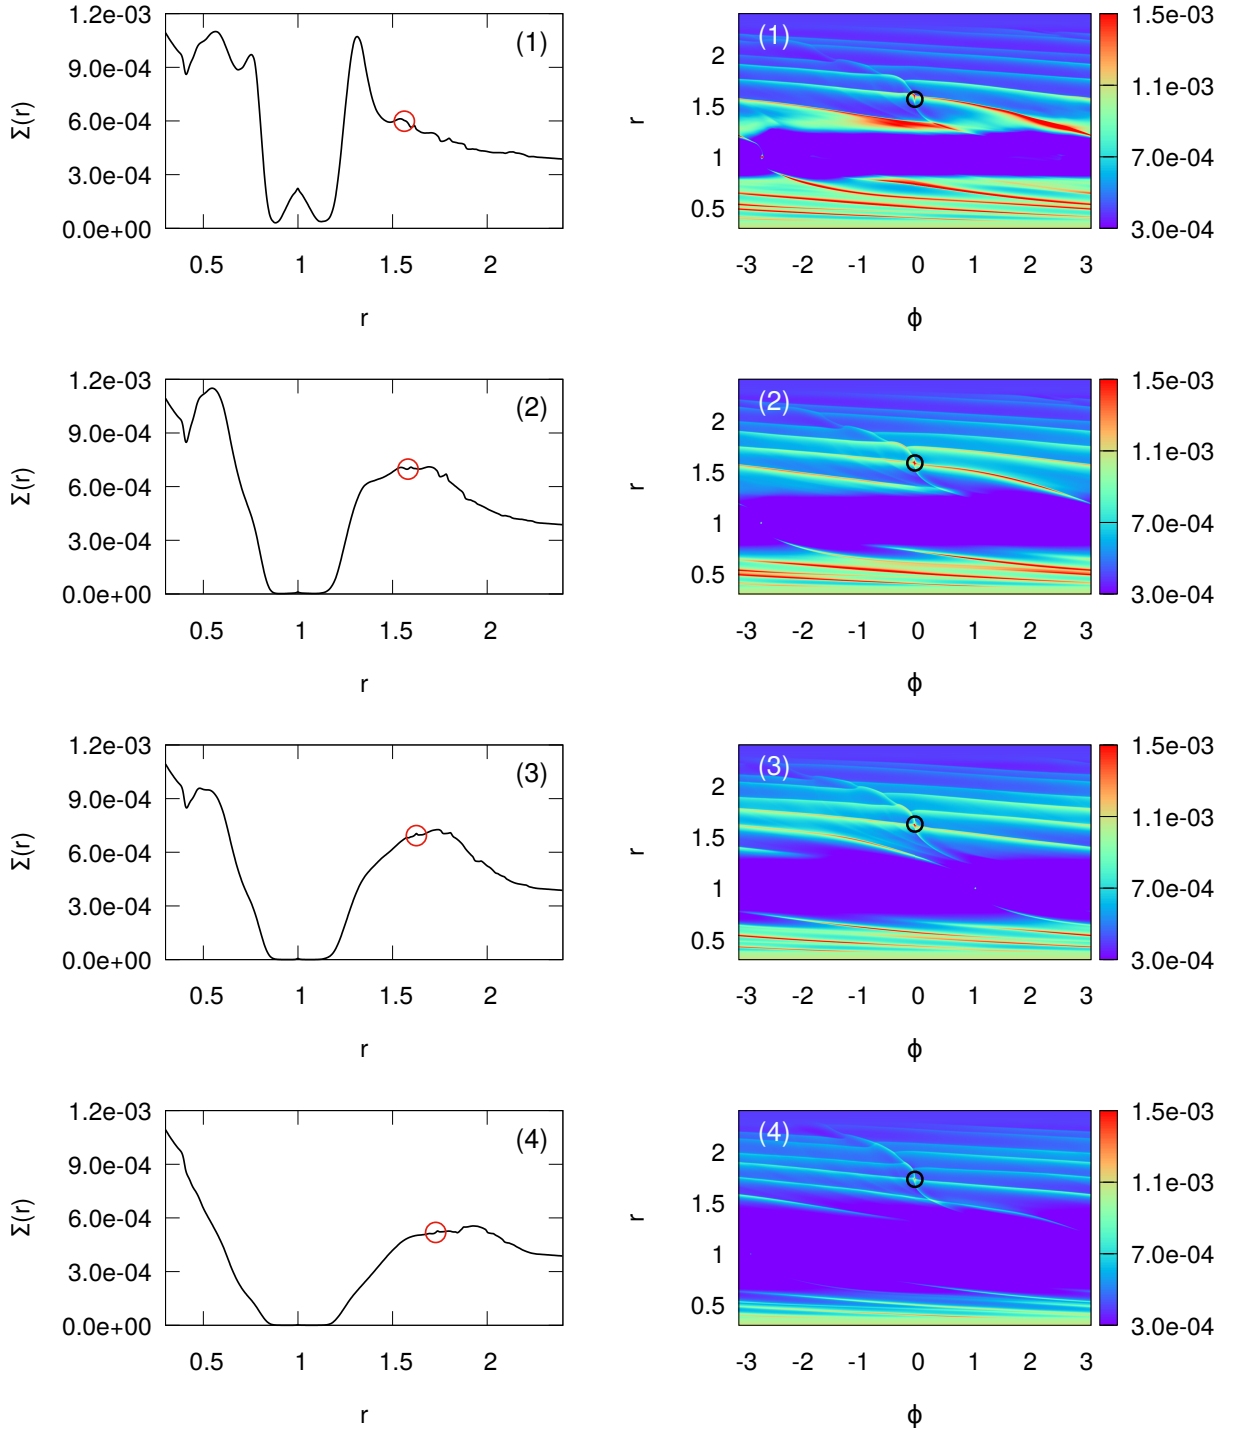 1.2e-03
9.0e-04
6.0e-04
3.0e-04
0.0e+00
Σ(r)
(1)
0.5 1 1.5 2
r
2
1.5
1
0.5
r
(1)
-3 -2 -1 0 1 2 3
ϕ
1.5e-03
1.1e-03
7.0e-04
3.0e-04
1.2e-03
9.0e-04
6.0e-04
3.0e-04
0.0e+00
Σ(r)
(2)
0.5 1 1.5 2
r
2
1.5
1
0.5
r
(2)
-3 -2 -1 0 1 2 3
ϕ
1.5e-03
1.1e-03
7.0e-04
3.0e-04
1.2e-03
9.0e-04
6.0e-04
3.0e-04
0.0e+00
Σ(r)
(3)
0.5 1 1.5 2
r
2
1.5
1
0.5
r
(3)
-3 -2 -1 0 1 2 3
ϕ
1.5e-03
1.1e-03
7.0e-04
3.0e-04
1.2e-03
9.0e-04
6.0e-04
3.0e-04
0.0e+00
Σ(r)
(4)
0.5 1 1.5 2
r
2
1.5
1
0.5
r
(4)
-3 -2 -1 0 1 2 3
ϕ
1.5e-03
1.1e-03
7.0e-04
3.0e-04